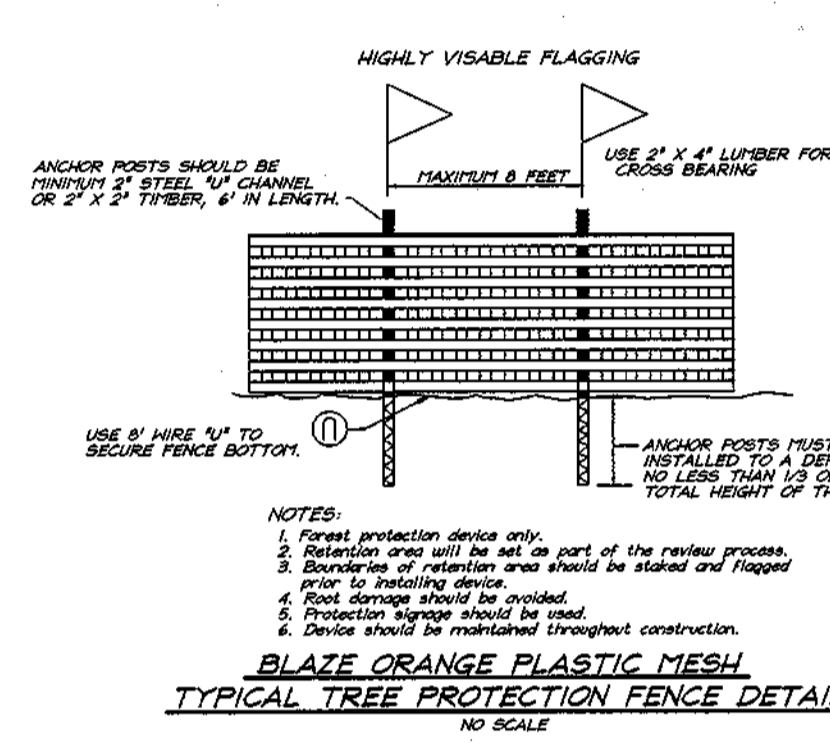 HIGHLY VISABLE FLAGGING
USE 2" X 4" LUMBER FOR
CROSS BEARING
MAXIMUM 8 FEET
ANCHOR POSTS SHOULD BE
MINIMUM 2" STEEL "U" CHANNEL
OR 2" X 2" TIMBER, 6' IN LENGTH.
USE 8' WIRE "U" TO
SECURE FENCE BOTTOM.
ANCHOR POSTS MUST
INSTALLED TO A
NO LESS THAN 1/3
TOTAL HEIGHT OF
NOTES:
1. Forest protection device only.
2. Retention area will be set as part of the review process.
3. Boundaries of retention area should be staked and flagged
prior to installing device.
4. Root damage should be avoided.
5. Protection signage should be used.
6. Device should be maintained throughout construction.
BLAZE ORANGE PLASTIC MESH
TYPICAL TREE PROTECTION FENCE
NO SCALE